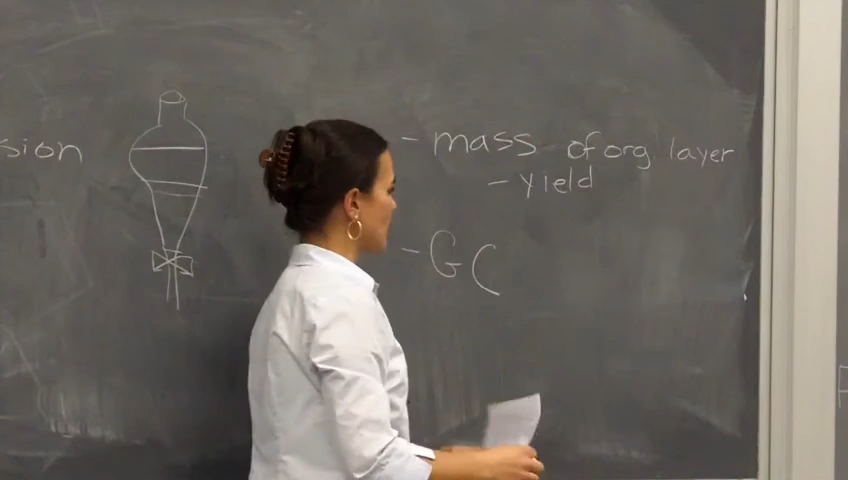 sion
- mass of org. layer
- yield
- GC